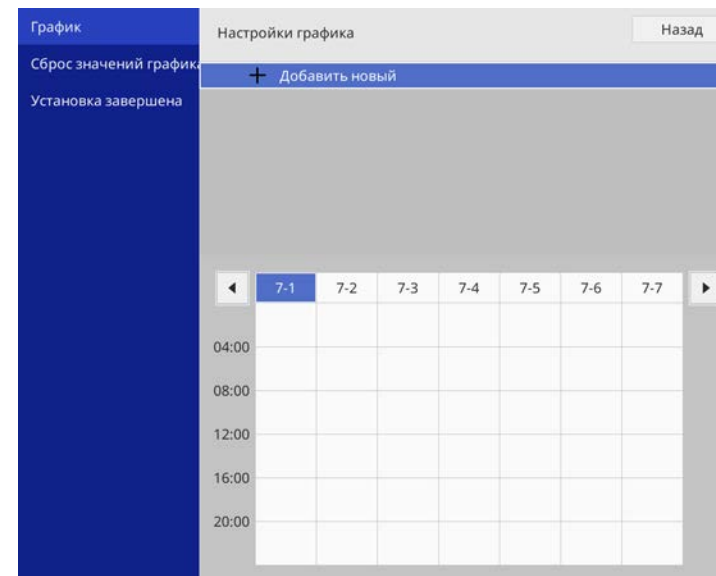 График
Сброс значений график
Установка завершена
Настройки графика
Назад
Добавить новый
7-1 7-2 7-3 7-4 7-5 7-6 7-7
04:00
08:00
12:00
16:00
20:00